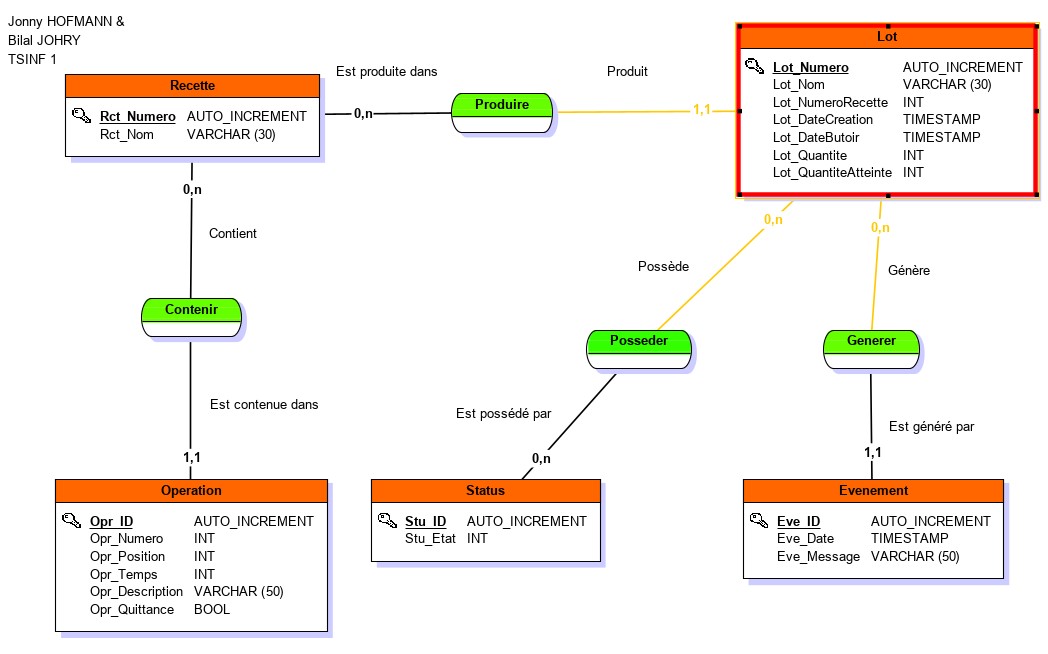 Jonny HOFMANN &
Bilal JOHRY
TSINF 1
Recette
Rct_Numero AUTO_INCREMENT
Rct_Nom VARCHAR (30)
Est produite dans
0,n
Produire
Produit
1,1
Lot
Lot_Numero AUTO_INCREMENT
Lot_Nom VARCHAR (30)
Lot_NumeroRecette INT
Lot_DateCreation TIMESTAMP
Lot_DateButoir TIMESTAMP
Lot_Quantite INT
Lot_QuantiteAtteinte INT
0,n
Contient
Contenir
Est contenue dans
1,1
0,n
Possède
Posseder
Est possédé par
0,n
0,n
Génère
Generer
Est généré par
1,1
Operation
Opr_ID AUTO_INCREMENT
Opr_Numero INT
Opr_Position INT
Opr_Temps INT
Opr_Description VARCHAR (50)
Opr_Quittance BOOL
Status
Stu_ID AUTO_INCREMENT
Stu_Etat INT
Evenement
Eve_ID AUTO_INCREMENT
Eve_Date TIMESTAMP
Eve_Message VARCHAR (50)